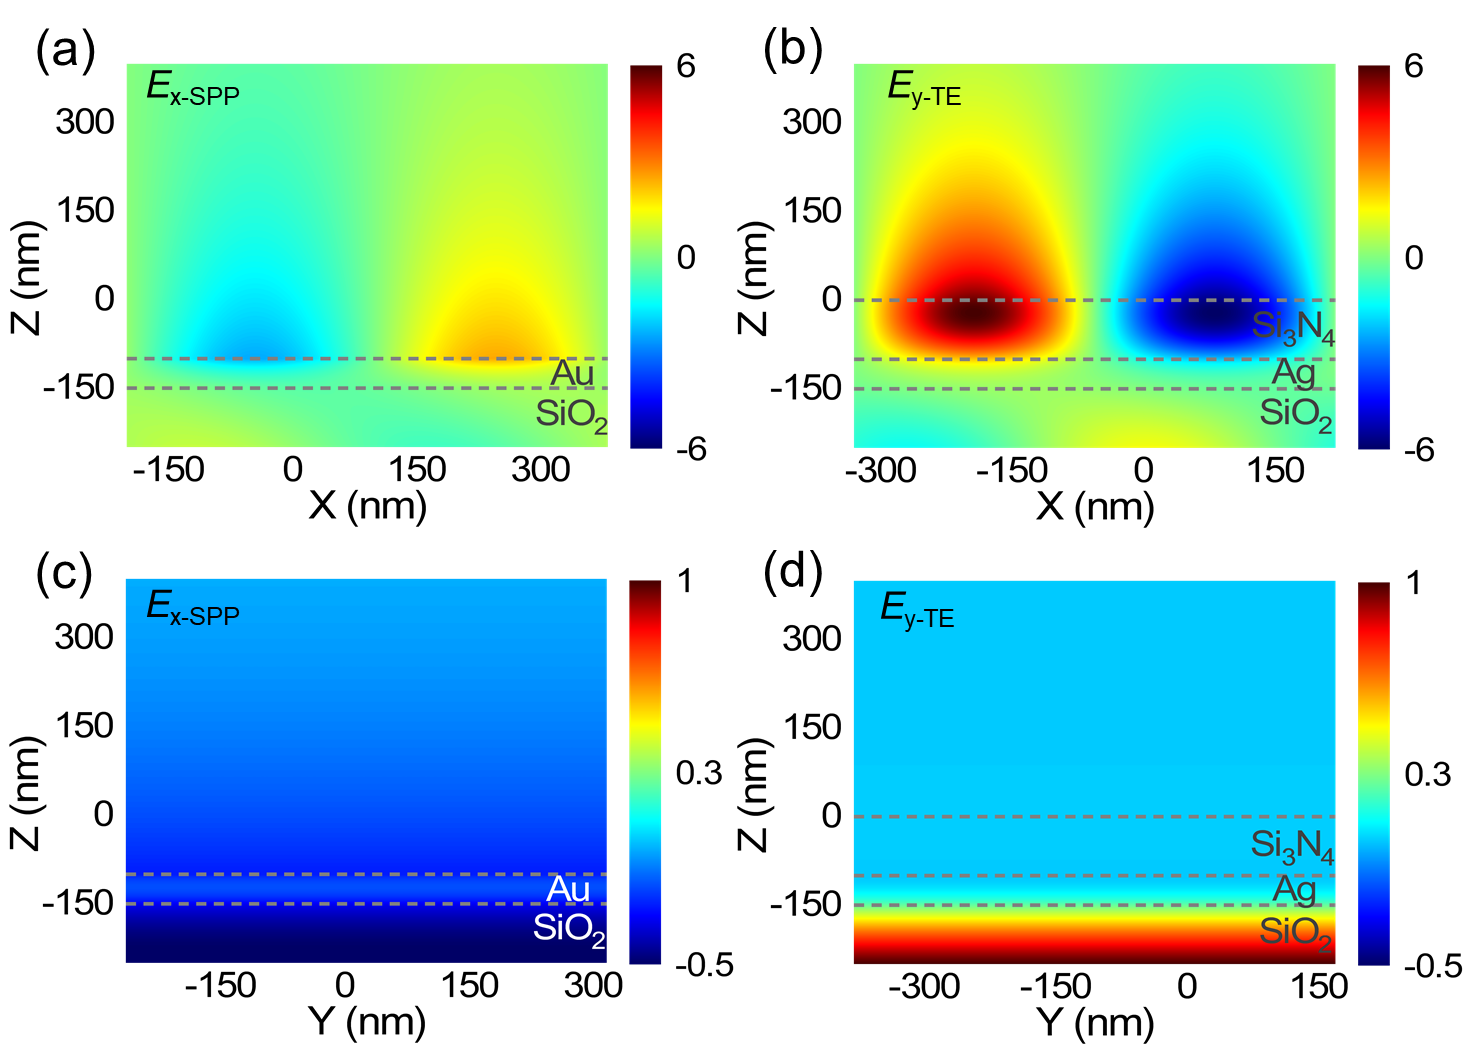 (a)
Ex-SPP
300
150
0
-150
Z (nm)
Au
SiO2
-150 0 150 300
X (nm)
6
0
-6
(b)
Ey-TE
300
150
0
-150
Z (nm)
Si3N4
Ag
SiO2
-300 -150 0 150
X (nm)
6
0
-6
(c)
Ex-SPP
300
150
0
-150
Z (nm)
Au
SiO2
-150 0 150 300
Y (nm)
1
0.3
-0.5
(d)
Ey-TE
300
150
0
-150
Z (nm)
Si3N4
Ag
SiO2
-300 -150 0 150
Y (nm)
1
0.3
-0.5